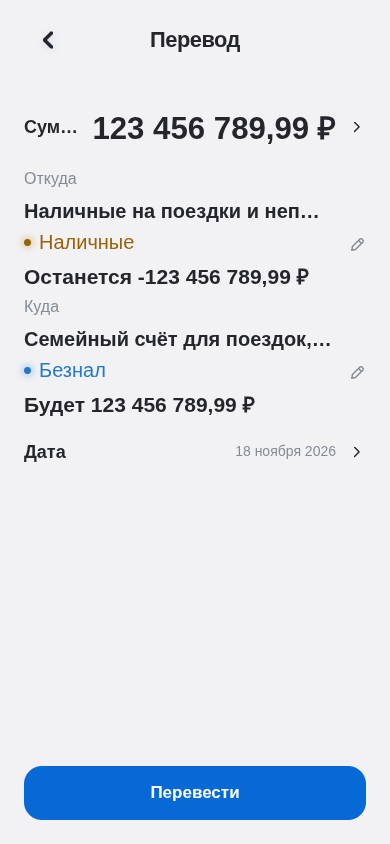 Перевод
Сум… 123 456 789,99 ₽
Откуда
Наличные на поездки и неп…
Наличные
Останется -123 456 789,99 ₽
Куда
Семейный счёт для поездок,…
Безнал
Будет 123 456 789,99 ₽
Дата 18 ноября 2026
Перевести